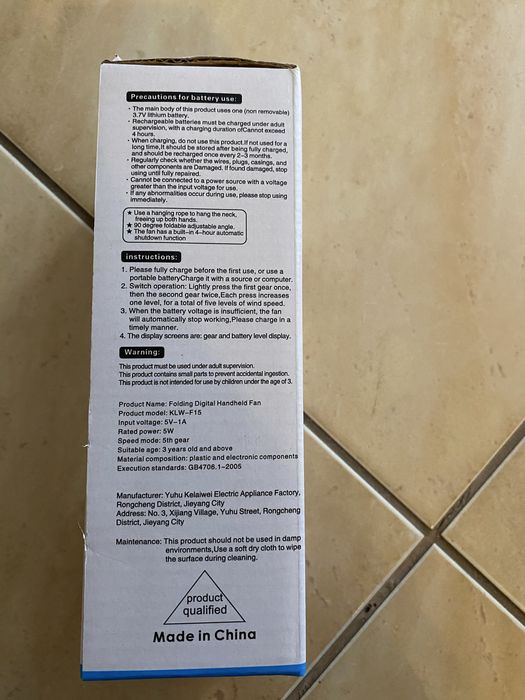 Precautions for battery use:
· The main body of this product uses one (non removable)
3.7V lithium battery.
· Rechargeable batteries must be charged under adult
supervision, with a charging duration ofCannot exceed
4 hours.
· When charging, do not use this product.If not used for a
long time,it should be stored after being fully charged,
and should be recharged once every 2-3 months.
· Regularly check whether the wires, plugs, casings, and
other components are Damaged. If found damaged, stop
using until fully repaired.
· Cannot be connected to a power source with a voltage
greater than the input voltage for use.
· If any abnormalities occur during use, please stop using
immediately.
★ Use a hanging rope to hang the neck,
freeing up both hands.
★ 90 degree foldable adjustable angle.
★ The fan has a built-in 4-hour automatic
shutdown function
instructions:
1. Please fully charge before the first use, or use a
portable batteryCharge it with a source or computer.
2. Switch operation: Lightly press the first gear once,
then the second gear twice,Each press increases
one level, for a total of five levels of wind speed.
3. When the battery voltage is insufficient, the fan
will automatically stop working,Please charge in a
timely manner.
4. The display screens are: gear and battery level display.
Warning:
This product must be used under adult supervision.
This product contains small parts to prevent accidental ingestion.
This product is not intended for use by children under the age of 3.
Product Name: Folding Digital Handheld Fan
Product model: KLW-F15
Input voltage: 5V-1A
Rated power: 5W
Speed mode: 5th gear
Suitable age: 3 years old and above
Material composition: plastic and electronic components
Execution standards: GB4706.1-2005
Manufacturer: Yuhu Kelaiwei Electric Appliance Factory,
Rongcheng District, Jieyang City
Address: No. 3, Xijiang Village, Yuhu Street, Rongcheng
District, Jieyang City
Maintenance: This product should not be used in damp
environments,Use a soft dry cloth to wipe
the surface during cleaning.
product
qualified
Made in China